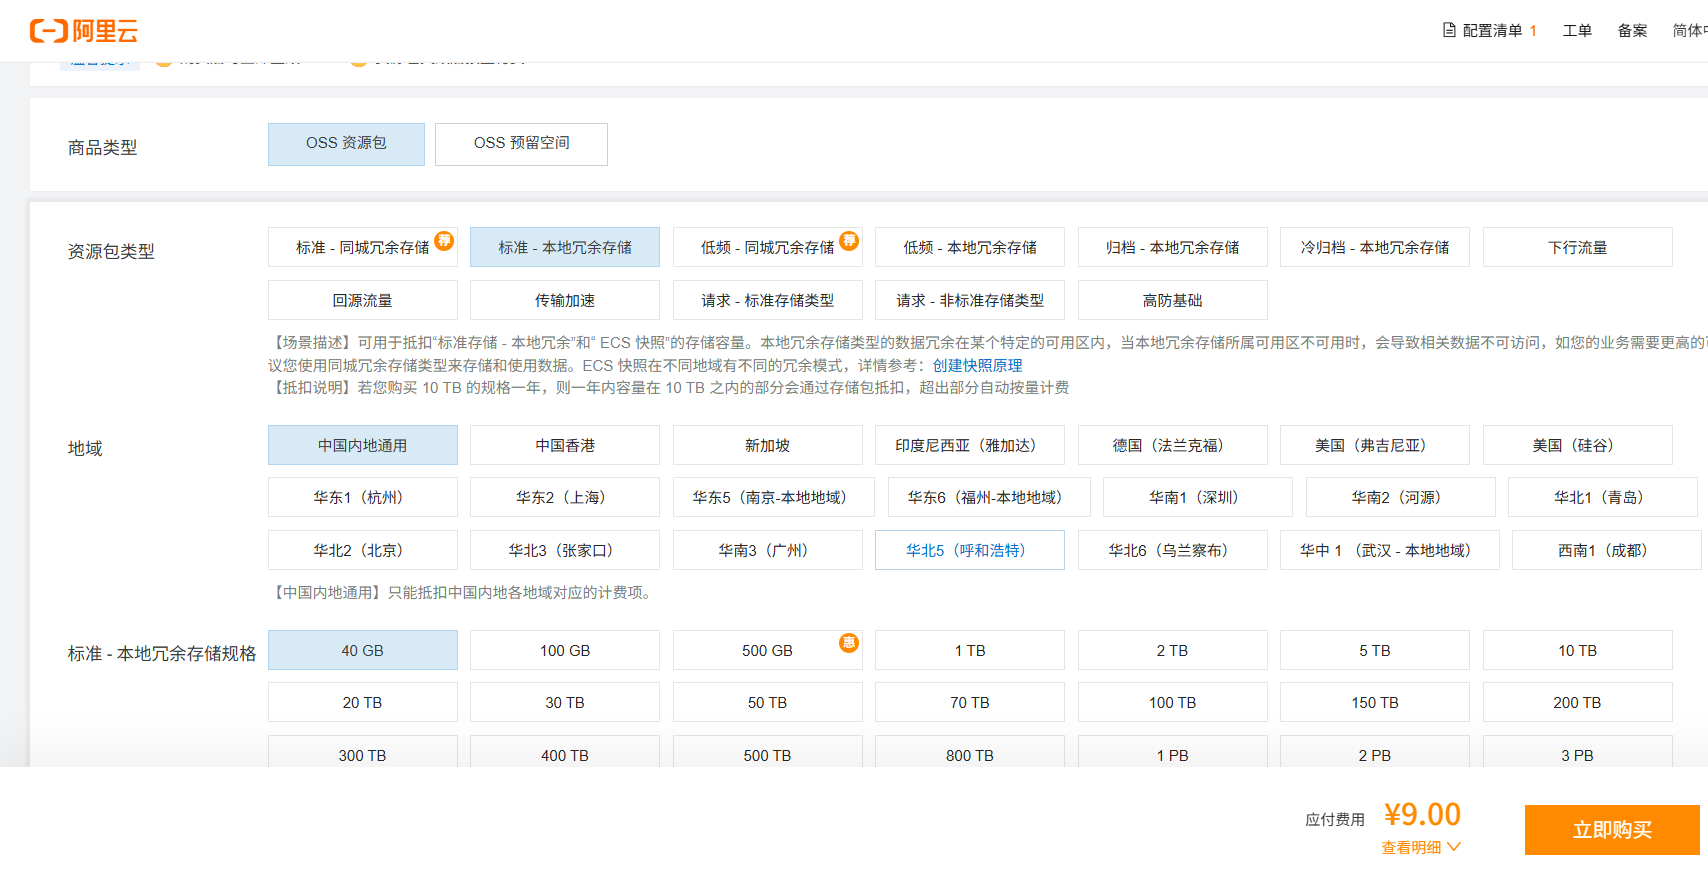 阿里云
配置清单 1 工单 备案 简体
商品类型 OSS 资源包 OSS 预留空间
资源包类型 标准 - 同城冗余存储 荐 标准 - 本地冗余存储 低频 - 同城冗余存储 荐 低频 - 本地冗余存储 归档 - 本地冗余存储 冷归档 - 本地冗余存储 下行流量
回源流量 传输加速 请求 - 标准存储类型 请求 - 非标准存储类型 高防基础
【场景描述】可用于抵扣“标准存储 - 本地冗余”和“ ECS 快照”的存储容量。本地冗余存储类型的数据冗余在某个特定的可用区内，当本地冗余存储所属可用区不可用时，会导致相关数据不可访问，如您的业务需要更高的
议您使用同城冗余存储类型来存储和使用数据。ECS 快照在不同地域有不同的冗余模式，详情参考：创建快照原理
【抵扣说明】若您购买 10 TB 的规格一年，则一年内容量在 10 TB 之内的部分会通过存储包抵扣，超出部分自动按量计费
地域 中国内地通用 中国香港 新加坡 印度尼西亚（雅加达） 德国（法兰克福） 美国（弗吉尼亚） 美国（硅谷）
华东1（杭州） 华东2（上海） 华东5（南京-本地地域） 华东6（福州-本地地域） 华南1（深圳） 华南2（河源） 华北1（青岛）
华北2（北京） 华北3（张家口） 华南3（广州） 华北5（呼和浩特） 华北6（乌兰察布） 华中 1 （武汉 - 本地地域） 西南1（成都）
【中国内地通用】只能抵扣中国内地各地域对应的计费项。
标准 - 本地冗余存储规格 40 GB 100 GB 500 GB 惠 1 TB 2 TB 5 TB 10 TB
20 TB 30 TB 50 TB 70 TB 100 TB 150 TB 200 TB
300 TB 400 TB 500 TB 800 TB 1 PB 2 PB 3 PB
应付费用 ¥9.00
查看明细
立即购买